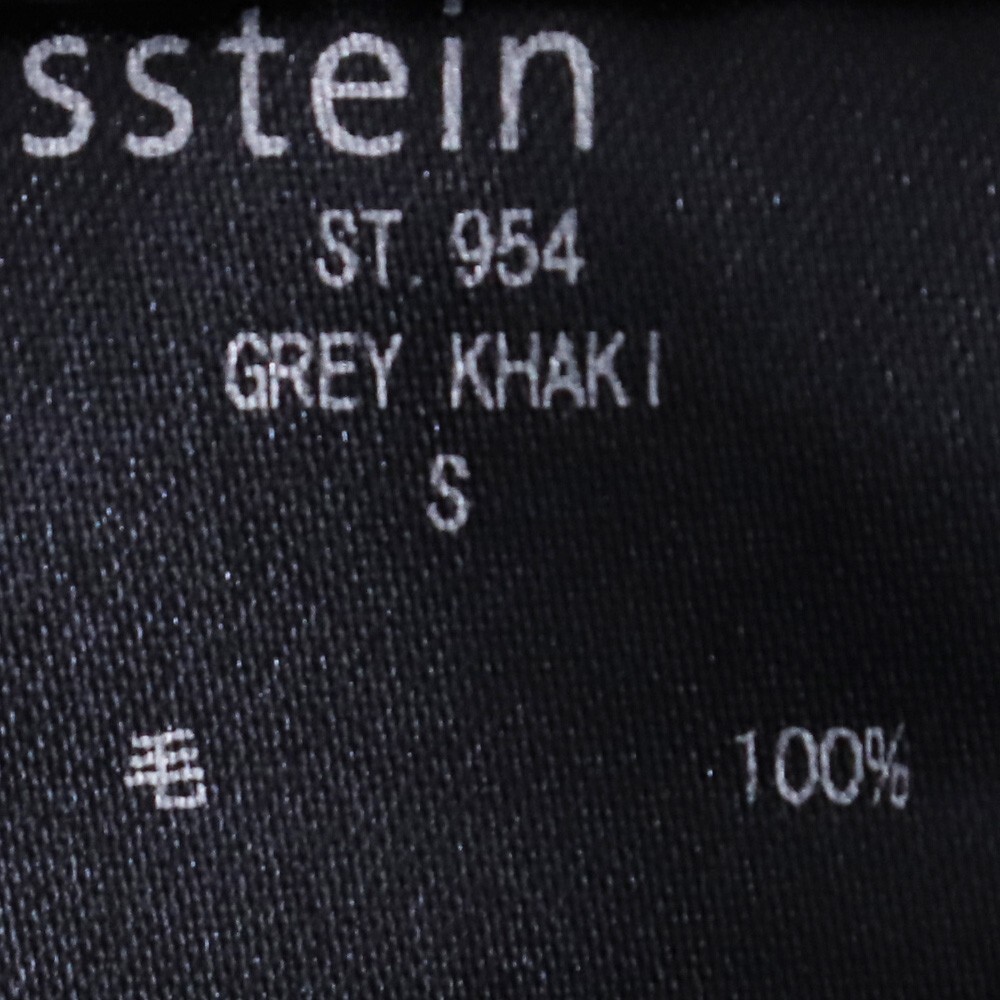 sstein
ST.954
GREY KHAKI
S
毛 100%